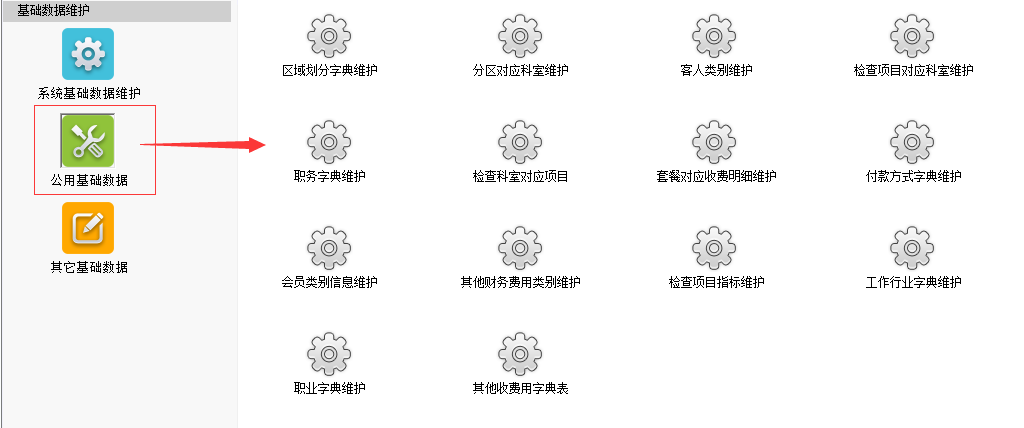 基础数据维护
系统基础数据维护
公用基础数据
其它基础数据
区域划分字典维护
分区对应科室维护
客人类别维护
检查项目对应科室维护
职务字典维护
检查科室对应项目
套餐对应收费明细维护
付款方式字典维护
会员类别信息维护
其他财务费用类别维护
检查项目指标维护
工作行业字典维护
职业字典维护
其他收费用字典表